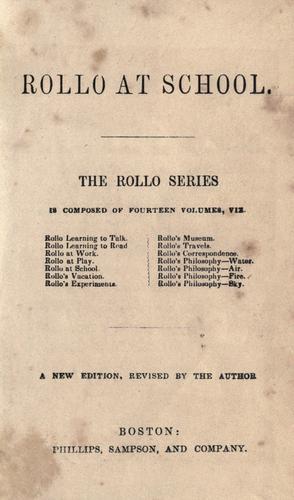 ROLLO AT SCHOOL.
THE ROLLO SERIES
IS COMPOSED OF FOURTEEN VOLUMES, VIZ.
Rollo Learning to Talk.
Rollo Learning to Read
Rollo at Work.
Rollo at Play.
Rollo at School.
Rollo's Vacation.
Rollo's Experiments.
Rollo's Museum.
Rollo's Travels.
Rollo's Correspondence.
Rollo's Philosophy—Water.
Rollo's Philosophy—Air.
Rollo's Philosophy—Fire.
Rollo's Philosophy—Sky.
A NEW EDITION, REVISED BY THE AUTHOR
BOSTON:
PHILLIPS, SAMPSON, AND COMPANY.